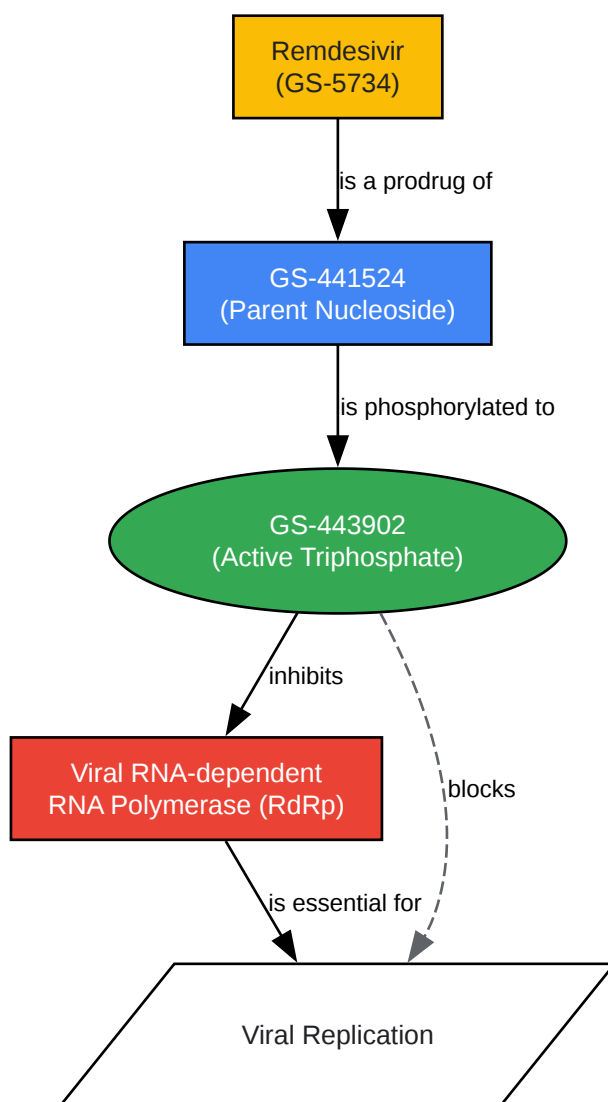 Remdesivir
(GS-5734)
is a prodrug of
GS-441524
(Parent Nucleoside)
is phosphorylated to
GS-443902
(Active Triphosphate)
inhibits
Viral RNA-dependent
RNA Polymerase (RdRp)
blocks
is essential for
Viral Replication